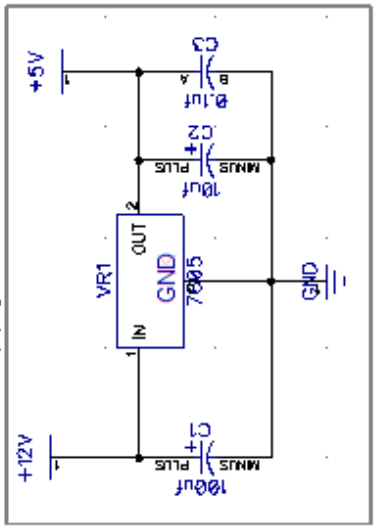 +5V
1
C3
A
B
0.1uf
C2
+
PLUS
MINUS
10uf
2
OUT
VR1
GND
7805
IN
1
GND
+12V
1
C1
+
PLUS
MINUS
100uf